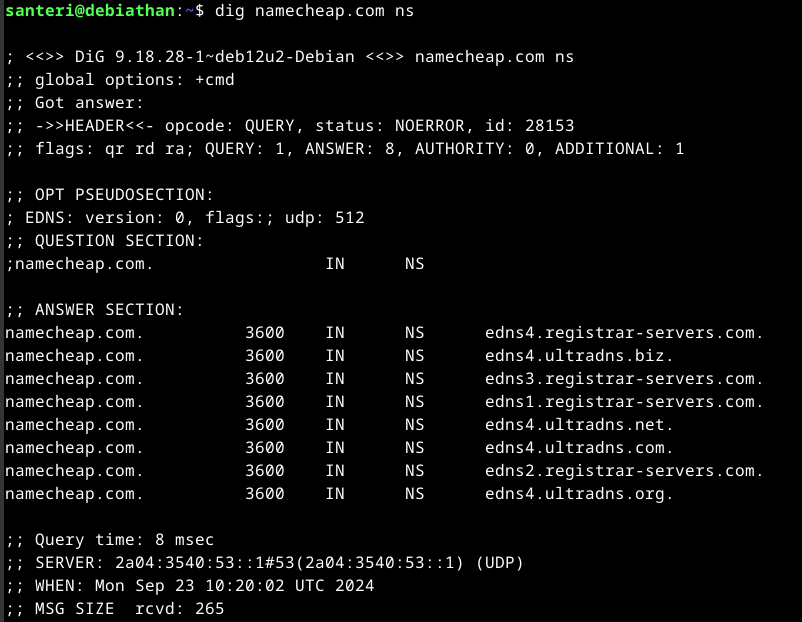 santeri@debiathan:~$ dig namecheap.com ns
; <<>> DiG 9.18.28-1~deb12u2-Debian <<>> namecheap.com ns
;; global options: +cmd
;; Got answer:
;; ->>HEADER<<- opcode: QUERY, status: NOERROR, id: 28153
;; flags: qr rd ra; QUERY: 1, ANSWER: 8, AUTHORITY: 0, ADDITIONAL: 1
;; OPT PSEUDOSECTION:
; EDNS: version: 0, flags:; udp: 512
;; QUESTION SECTION:
;namecheap.com. IN NS
;; ANSWER SECTION:
namecheap.com. 3600 IN NS edns4.registrar-servers.com.
namecheap.com. 3600 IN NS edns4.ultradns.biz.
namecheap.com. 3600 IN NS edns3.registrar-servers.com.
namecheap.com. 3600 IN NS edns1.registrar-servers.com.
namecheap.com. 3600 IN NS edns4.ultradns.net.
namecheap.com. 3600 IN NS edns4.ultradns.com.
namecheap.com. 3600 IN NS edns2.registrar-servers.com.
namecheap.com. 3600 IN NS edns4.ultradns.org.
;; Query time: 8 msec
;; SERVER: 2a04:3540:53::1#53(2a04:3540:53::1) (UDP)
;; WHEN: Mon Sep 23 10:20:02 UTC 2024
;; MSG SIZE  rcvd: 265